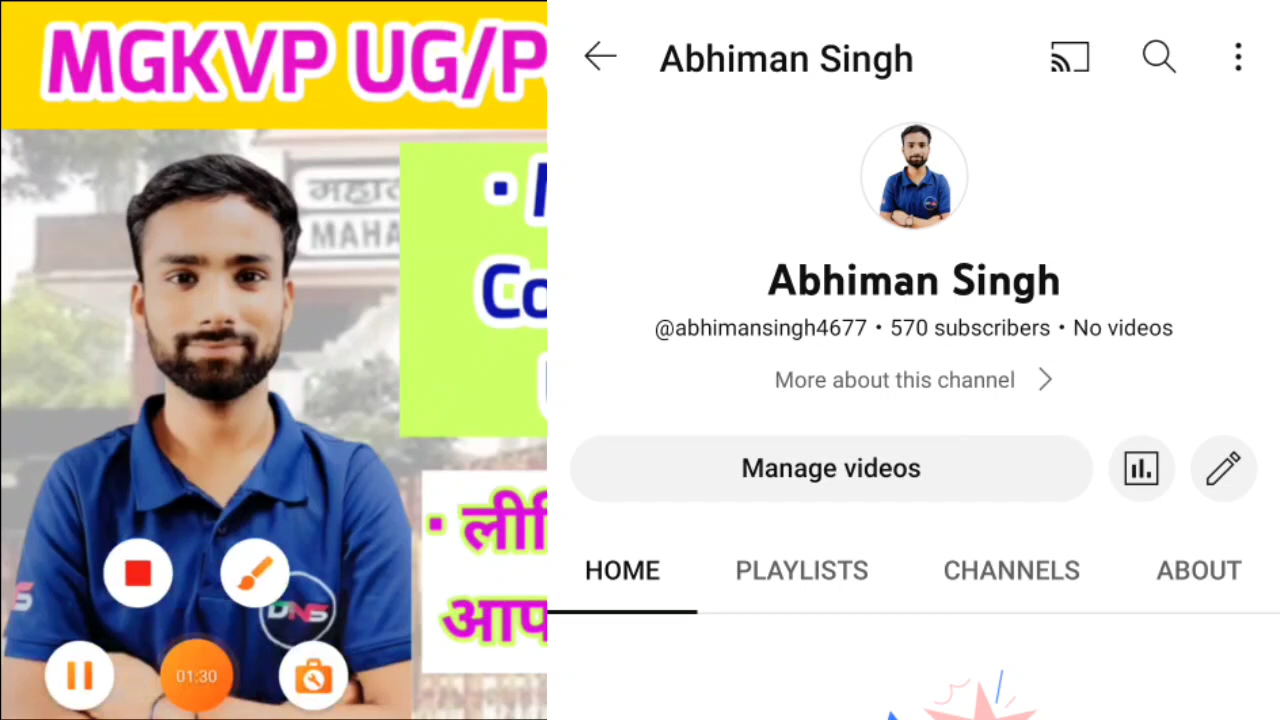 MGKVP UG/P
महा
MAHA
Co
• लीि
आप
DNS
01:30
Abhiman Singh
Abhiman Singh
@abhimansingh4677 • 570 subscribers • No videos
More about this channel
Manage videos
HOME PLAYLISTS CHANNELS ABOUT